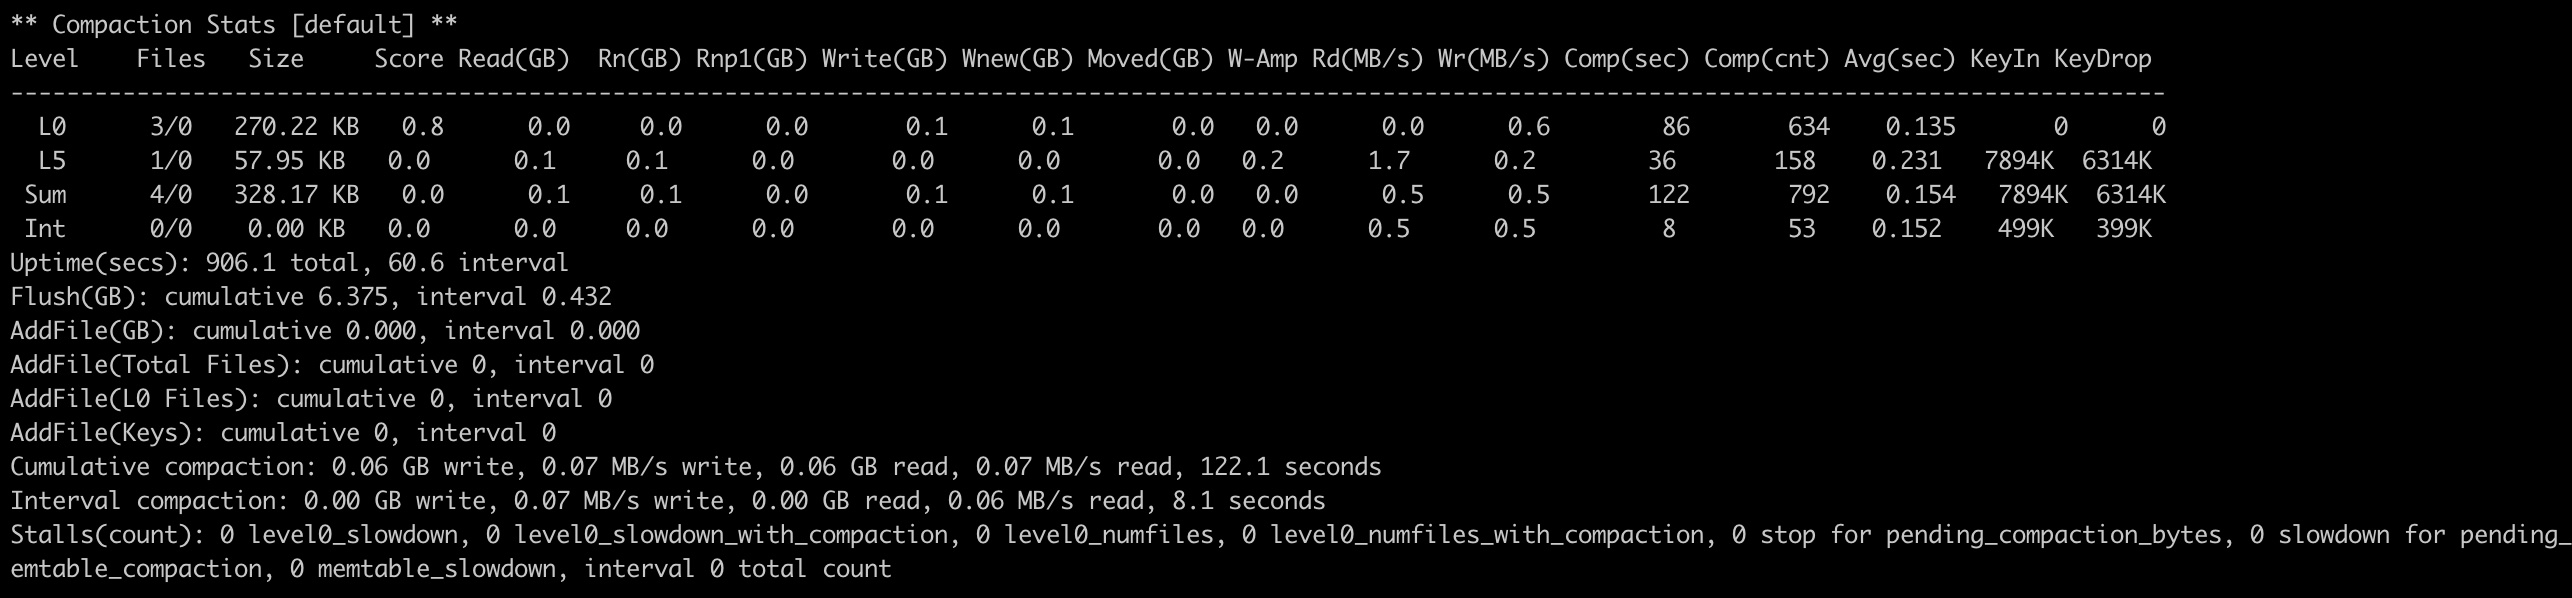 ** Compaction Stats [default] **
Level    Files   Size     Score Read(GB)  Rn(GB) Rnp1(GB) Write(GB) Wnew(GB) Moved(GB) W-Amp Rd(MB/s) Wr(MB/s) Comp(sec) Comp(cnt) Avg(sec) KeyIn KeyDrop
----------------------------------------------------------------------------------------------------------------------------------------------------------
  L0      3/0   270.22 KB   0.8      0.0     0.0      0.0       0.1      0.1       0.0   0.0      0.0      0.6        86       634    0.135       0      0
  L5      1/0   57.95 KB   0.0      0.1     0.1      0.0       0.0      0.0       0.0   0.2      1.7      0.2        36       158    0.231   7894K  6314K
 Sum      4/0   328.17 KB   0.0      0.1     0.1      0.0       0.1      0.1       0.0   0.0      0.5      0.5       122       792    0.154   7894K  6314K
 Int      0/0    0.00 KB   0.0      0.0     0.0      0.0       0.0      0.0       0.0   0.0      0.5      0.5         8        53    0.152    499K   399K
Uptime(secs): 906.1 total, 60.6 interval
Flush(GB): cumulative 6.375, interval 0.432
AddFile(GB): cumulative 0.000, interval 0.000
AddFile(Total Files): cumulative 0, interval 0
AddFile(L0 Files): cumulative 0, interval 0
AddFile(Keys): cumulative 0, interval 0
Cumulative compaction: 0.06 GB write, 0.07 MB/s write, 0.06 GB read, 0.07 MB/s read, 122.1 seconds
Interval compaction: 0.00 GB write, 0.07 MB/s write, 0.00 GB read, 0.06 MB/s read, 8.1 seconds
Stalls(count): 0 level0_slowdown, 0 level0_slowdown_with_compaction, 0 level0_numfiles, 0 level0_numfiles_with_compaction, 0 stop for pending_compaction_bytes, 0 slowdown for pending_
emtable_compaction, 0 memtable_slowdown, interval 0 total count